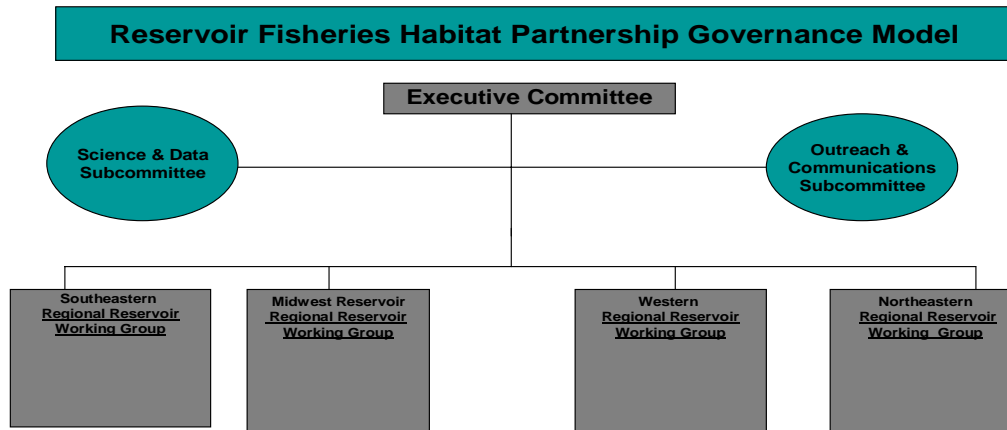 Reservoir Fisheries Habitat Partnership Governance Model
Executive Committee
Science & Data
Subcommittee
Outreach &
Communications
Subcommittee
Southeastern
Regional Reservoir
Working Group
Midwest Reservoir
Regional Reservoir
Working Group
Western
Regional Reservoir
Working Group
Northeastern
Regional Reservoir
Working Group